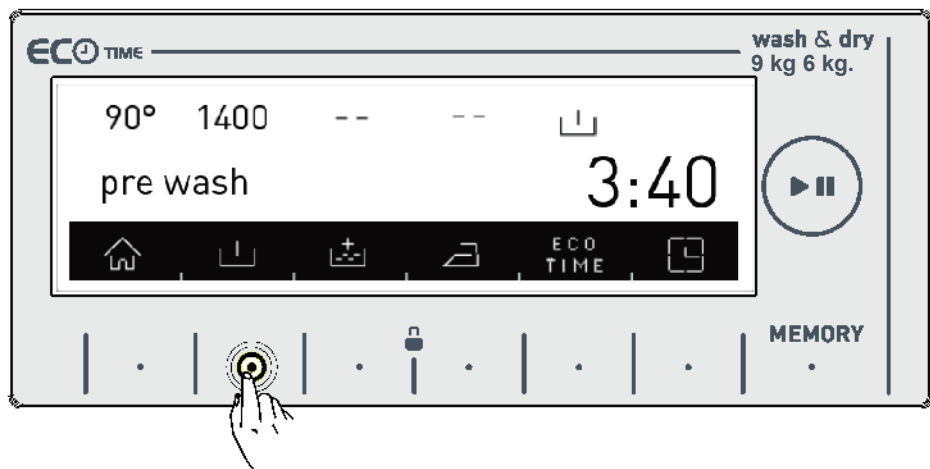 ECO TIME
wash & dry
9 kg 6 kg.
90° 1400 -- --
pre wash 3:40
ECO
TIME
MEMORY